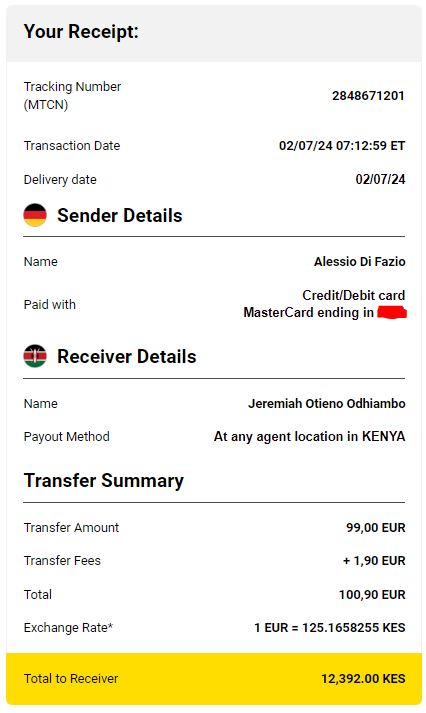 Your Receipt:
Tracking Number
(MTCN)
2848671201
Transaction Date 02/07/24 07:12:59 ET
Delivery date 02/07/24
Sender Details
Name Alessio Di Fazio
Paid with
Credit/Debit card
MasterCard ending in
Receiver Details
Name Jeremiah Otieno Odhiambo
Payout Method At any agent location in KENYA
Transfer Summary
Transfer Amount 99,00 EUR
Transfer Fees + 1,90 EUR
Total 100,90 EUR
Exchange Rate* 1 EUR = 125.1658255 KES
Total to Receiver 12,392.00 KES